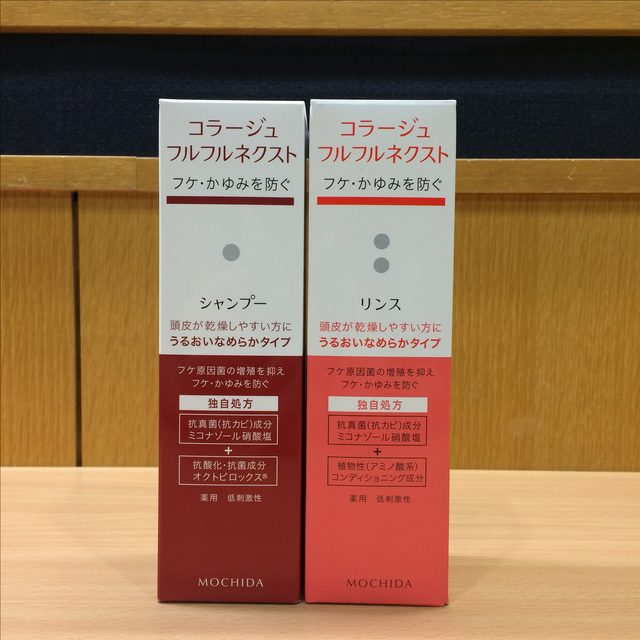 コラージュ
フルフルネクスト
フケ・かゆみを防ぐ
シャンプー
頭皮が乾燥しやすい方に
うるおいなめらかタイプ
フケ原因菌の増殖を抑え
フケ・かゆみを防ぐ
独自処方
抗真菌(抗カビ)成分
ミコナゾール硝酸塩
+
抗酸化・抗菌成分
オクトピロックス®
薬用 低刺激性
MOCHIDA
コラージュ
フルフルネクスト
フケ・かゆみを防ぐ
リンス
頭皮が乾燥しやすい方に
うるおいなめらかタイプ
フケ原因菌の増殖を抑え
フケ・かゆみを防ぐ
独自処方
抗真菌(抗カビ)成分
ミコナゾール硝酸塩
+
植物性(アミノ酸系)
コンディショニング成分
薬用 低刺激性
MOCHIDA